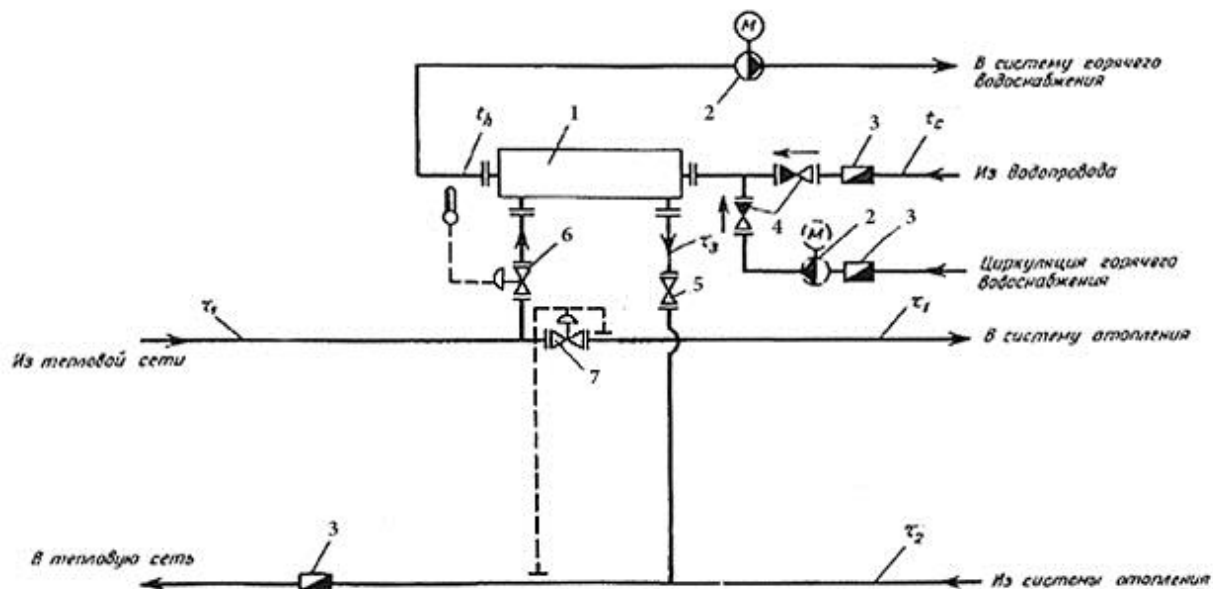 M
В систему горячего
водоснабжения
2
1
t_h
3
t_c
Из водопровода
4
(M)
2
3
Циркуляция горячего
водоснабжения
6
τ_3
5
τ_1
Из тепловой сети
7
τ_1
В систему отопления
3
В тепловую сеть
τ_2
Из системы отопления